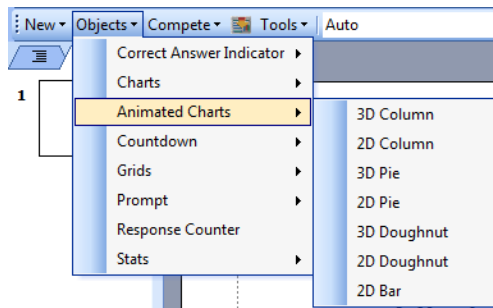 New Objects Compete Tools Auto
Correct Answer Indicator
Charts
1
Animated Charts
3D Column
Countdown
2D Column
Grids
3D Pie
Prompt
2D Pie
Response Counter
3D Doughnut
Stats
2D Doughnut
2D Bar